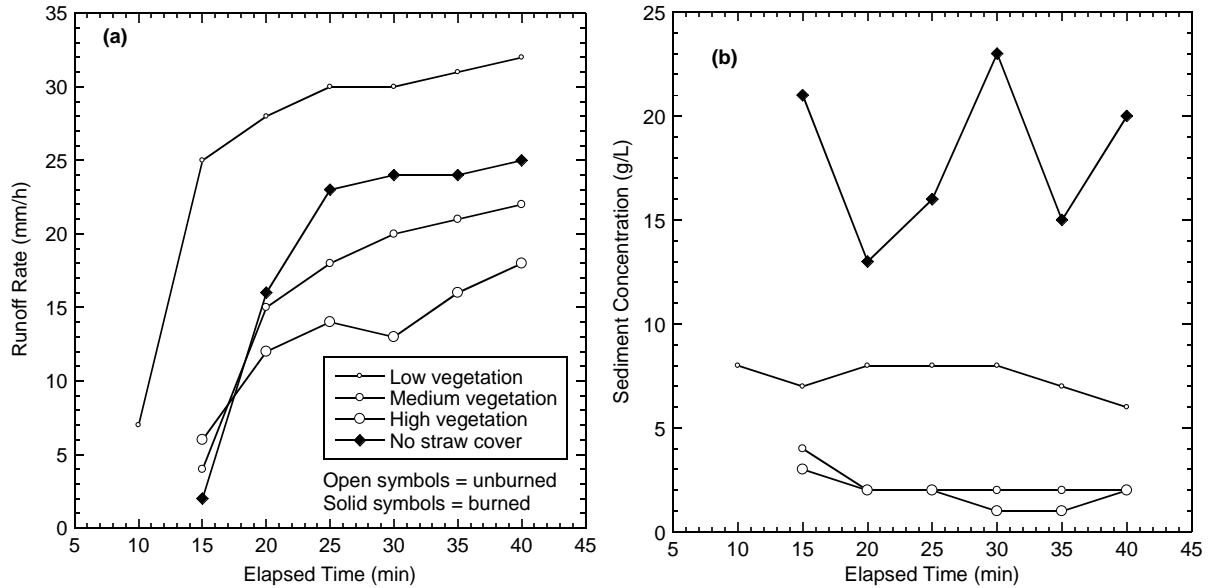 (a)
Runoff Rate (mm/h)
35
30
25
20
15
10
5
0
5 10 15 20 25 30 35 40 45
Elapsed Time (min)
Low vegetation
Medium vegetation
High vegetation
No straw cover
Open symbols = unburned
Solid symbols = burned
(b)
Sediment Concentration (g/L)
25
20
15
10
5
0
5 10 15 20 25 30 35 40 45
Elapsed Time (min)